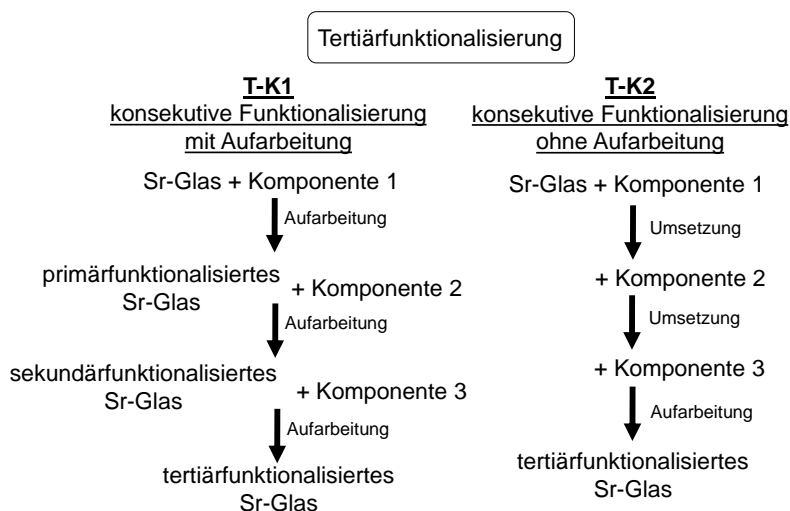 Tertiärfunktionalisierung
T-K1
konsekutive Funktionalisierung
mit Aufarbeitung
Sr-Glas + Komponente 1
Aufarbeitung
primärfunktionalisiertes
Sr-Glas
+ Komponente 2
Aufarbeitung
sekundärfunktionalisiertes
Sr-Glas
+ Komponente 3
Aufarbeitung
tertiärfunktionalisiertes
Sr-Glas
T-K2
konsekutive Funktionalisierung
ohne Aufarbeitung
Sr-Glas + Komponente 1
Umsetzung
+ Komponente 2
Umsetzung
+ Komponente 3
Aufarbeitung
tertiärfunktionalisiertes
Sr-Glas